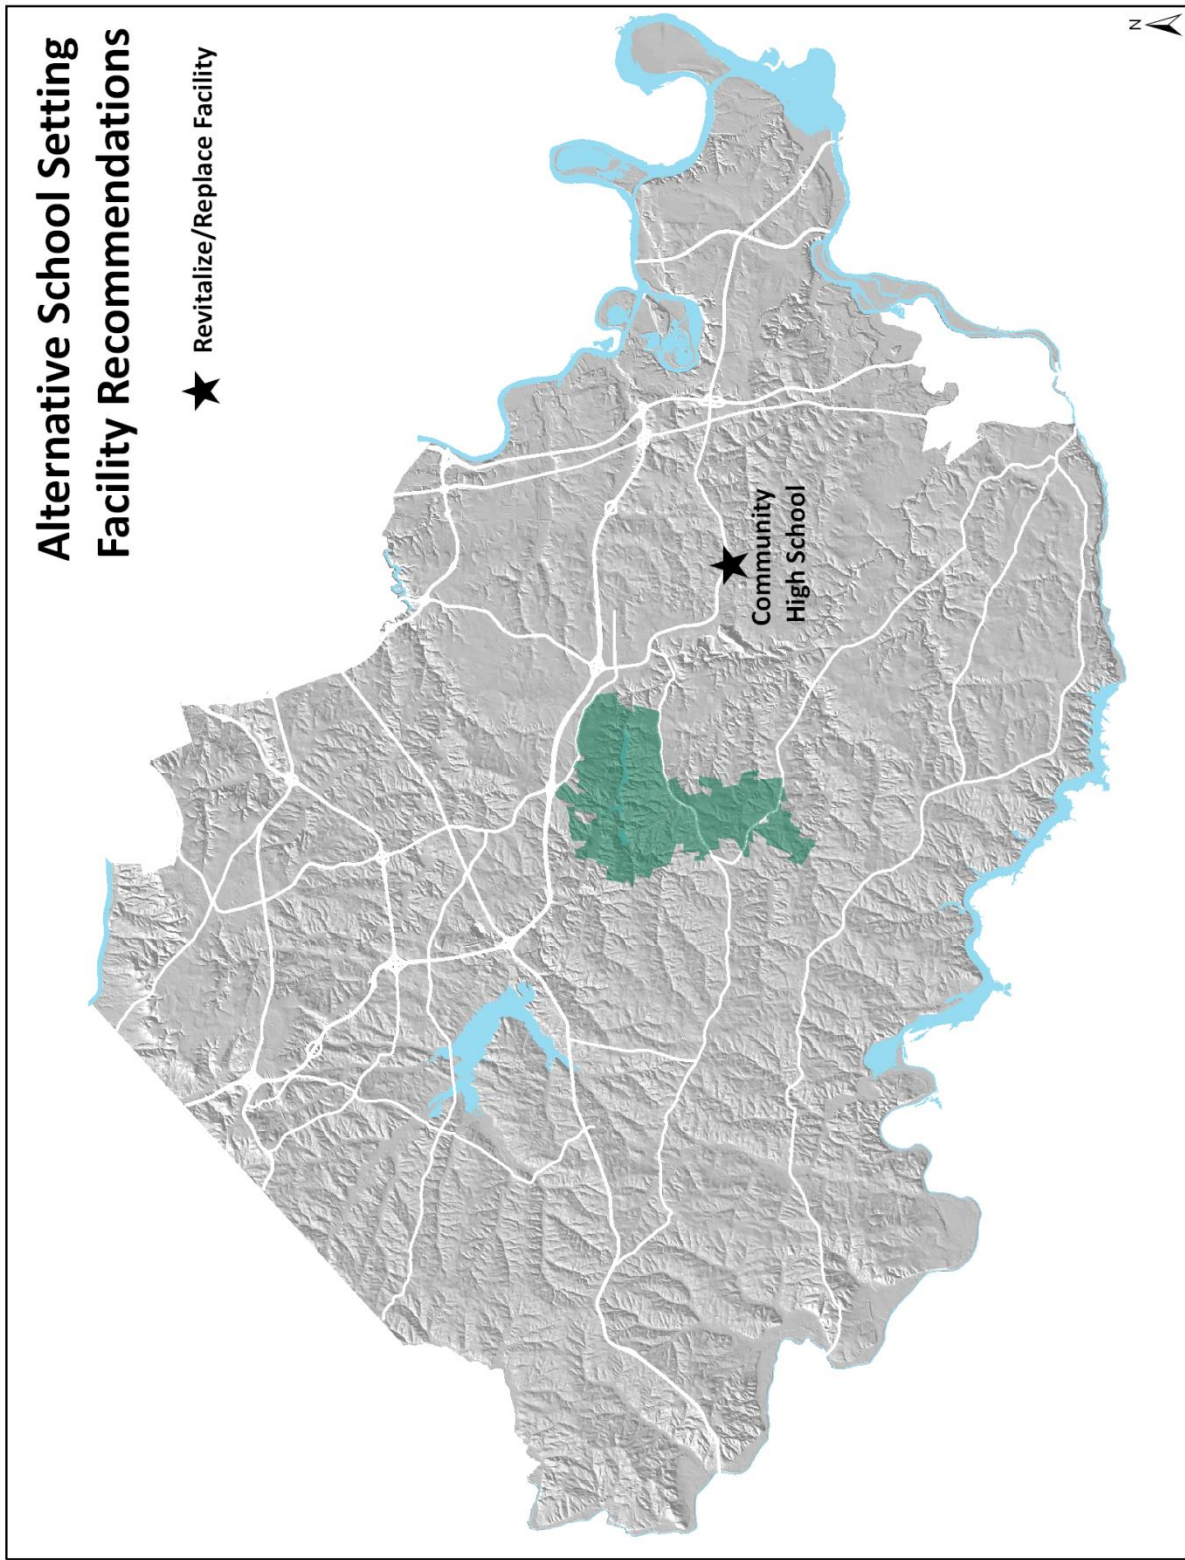 Alternative School Setting
Facility Recommendations
Revitalize/Replace Facility
Community
High School
N